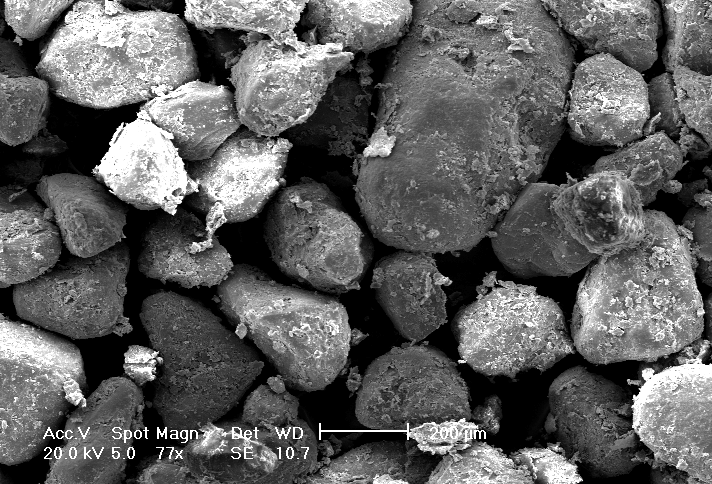 Acc.V Spot Magn Det WD 200 µm
20.0 kV 5.0 77x SE 10.7